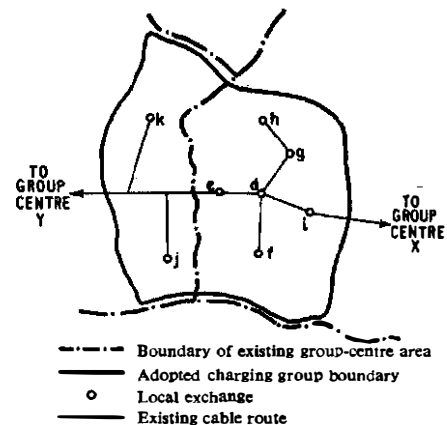 k
h
g
TO
GROUP
CENTRE
Y
e
d
i
TO
GROUP
CENTRE
X
j
f
Boundary of existing group-centre area
Adopted charging group boundary
Local exchange
Existing cable route